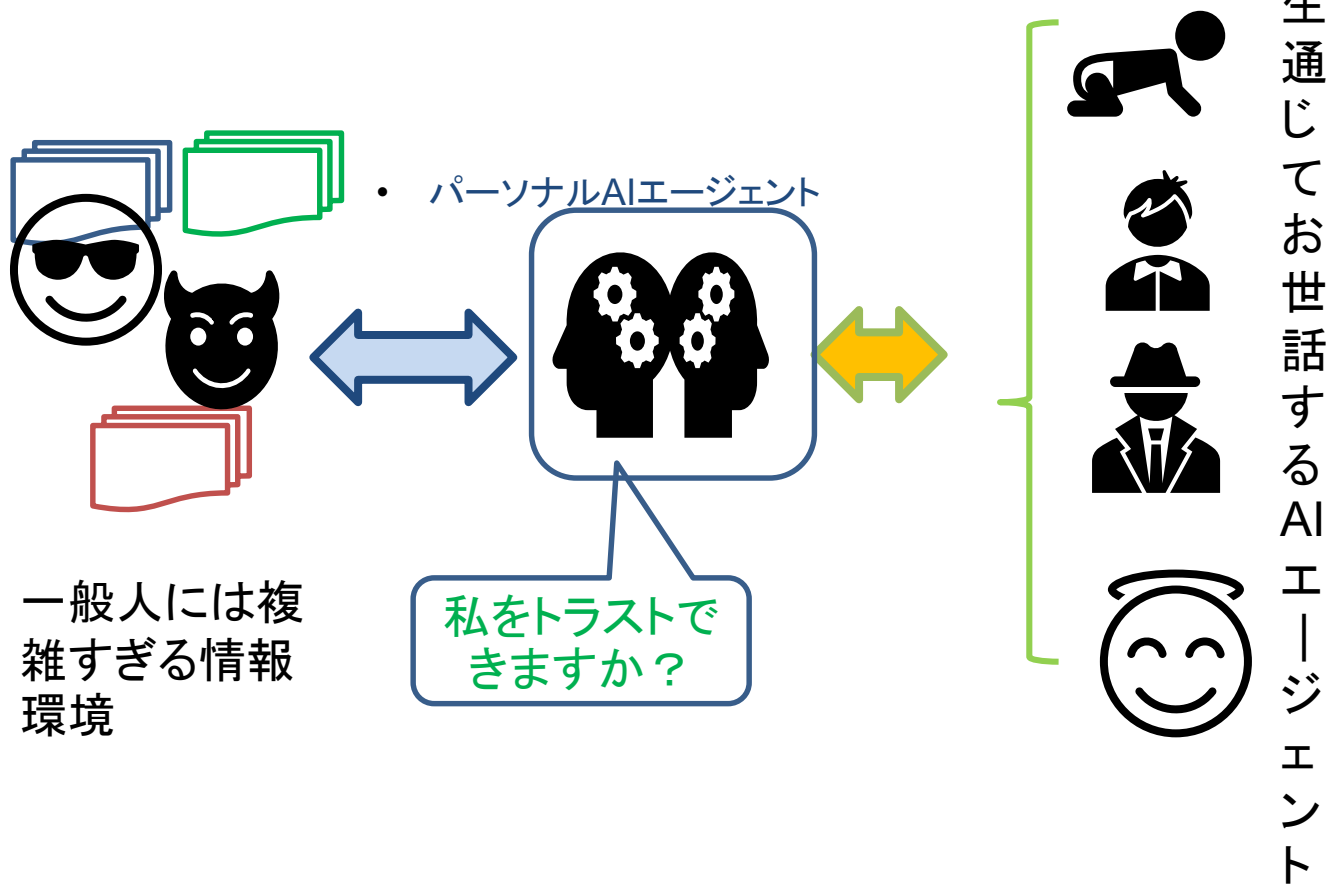 ・ パーソナルAIエージェント
一般人には複
雑すぎる情報
環境
私をトラストで
きますか？
生通じてお世話するAIエージェント